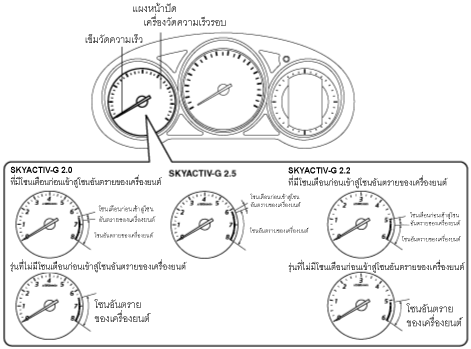 แผงหน้าปัด
เครื่องวัดความเร็วรอบ
เข็มวัดความเร็ว
SKYACTIV-G 2.0
ที่มีโซนเตือนก่อนเข้าสู่โซนอันตรายของเครื่องยนต์
โซนเตือนก่อนเข้าสู่โซน
อันตรายของเครื่องยนต์
โซนอันตรายของเครื่องยนต์
รุ่นที่ไม่มีโซนเตือนก่อนเข้าสู่โซนอันตรายของเครื่องยนต์
โซนอันตราย
ของเครื่องยนต์
SKYACTIV-G 2.5
โซนเตือนก่อนเข้าสู่โซน
อันตรายของเครื่องยนต์
โซนอันตรายของเครื่องยนต์
SKYACTIV-G 2.2
ที่มีโซนเตือนก่อนเข้าสู่โซนอันตรายของเครื่องยนต์
โซนเตือนก่อนเข้าสู่โซน
อันตรายของเครื่องยนต์
โซนอันตรายของเครื่องยนต์
รุ่นที่ไม่มีโซนเตือนก่อนเข้าสู่โซนอันตรายของเครื่องยนต์
โซนอันตราย
ของเครื่องยนต์